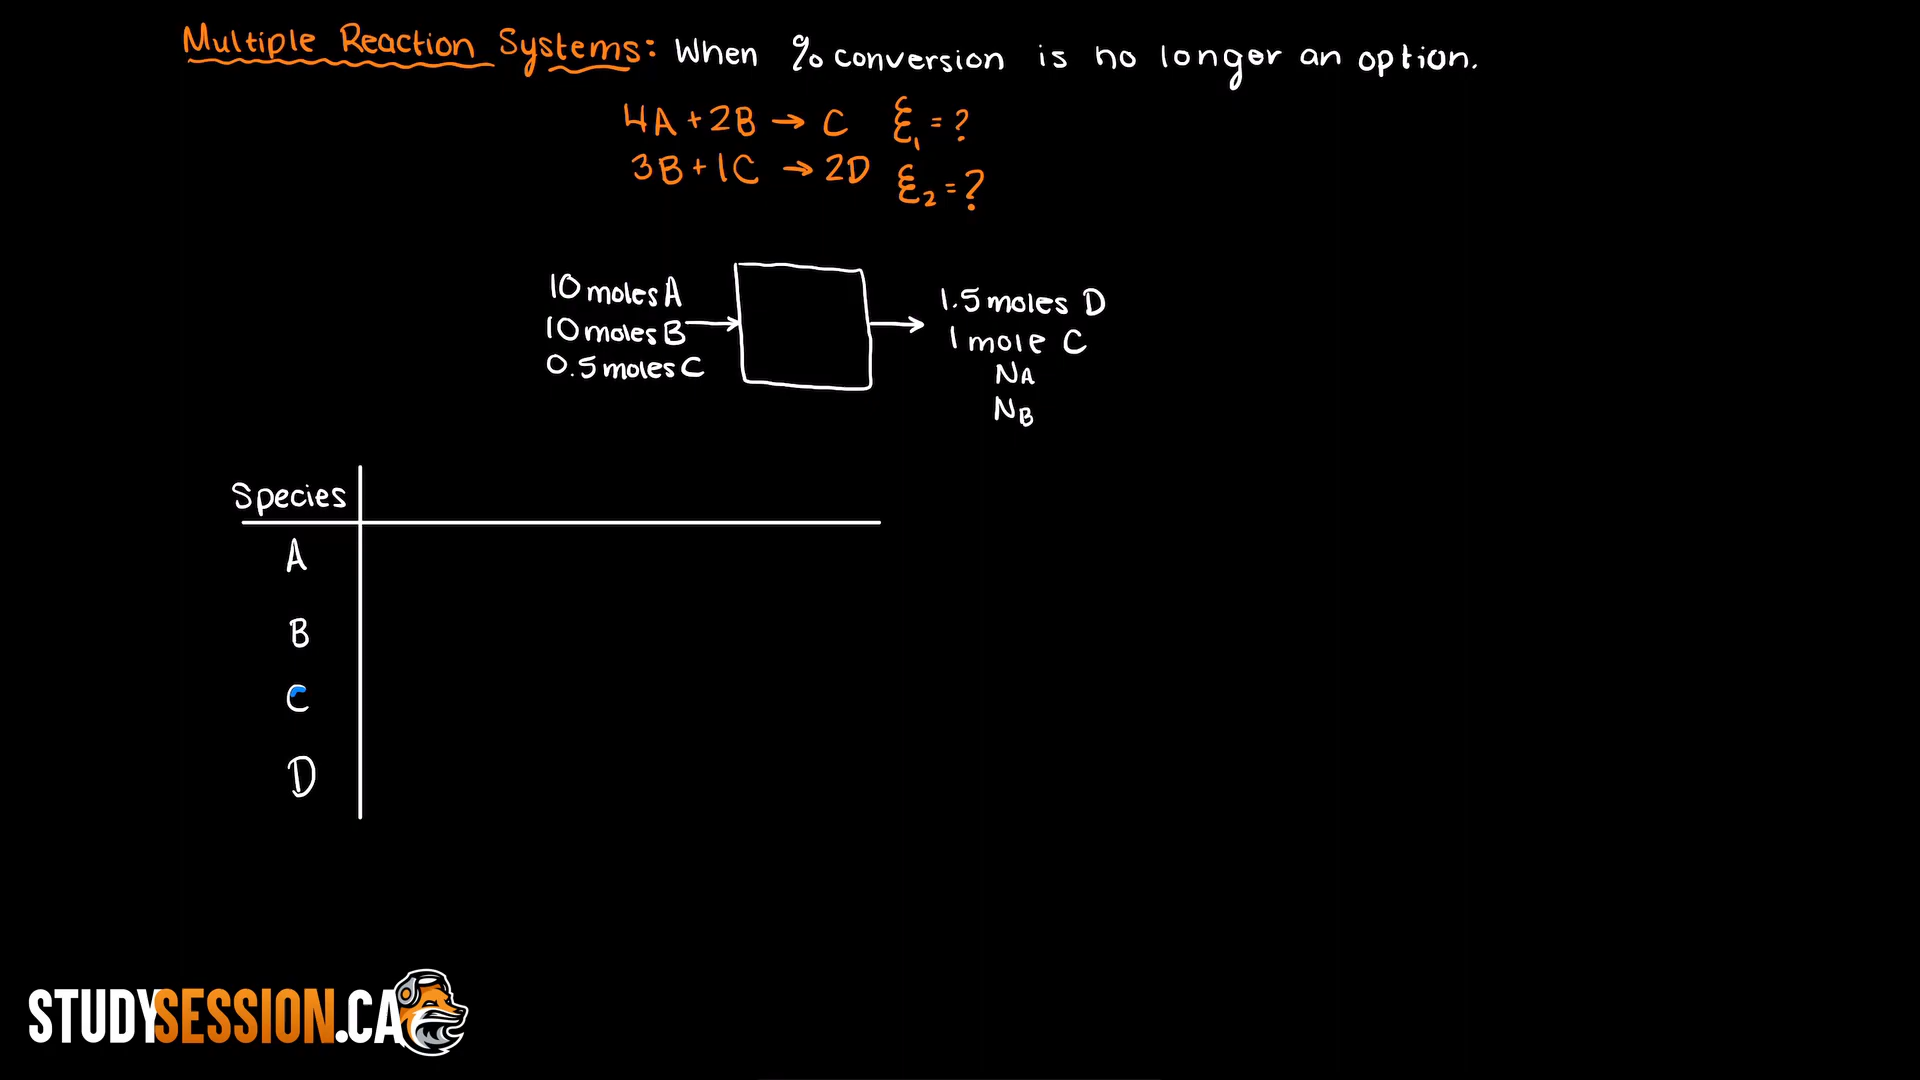 Multiple Reaction Systems: When % conversion is no longer an option.
4A + 2B → C ξ₁ = ?
3B + 1C → 2D ξ₂ = ?
10 moles A
10 moles B
0.5 moles C
1.5 moles D
1 mole C
NA
NB
Species
A
B
C
D
STUDYSESSION.CA